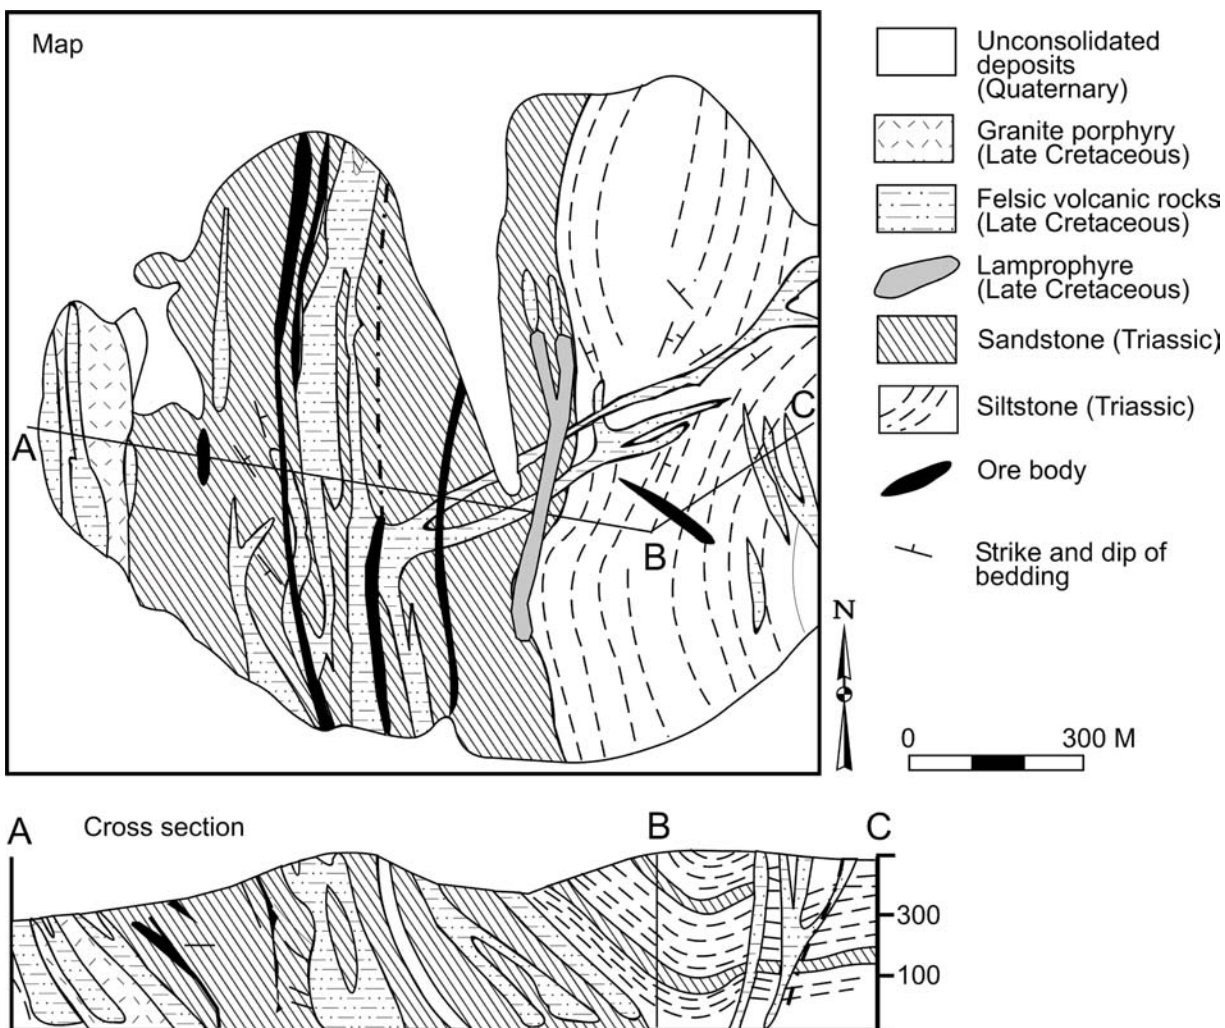 Map
A
B
C
Unconsolidated
deposits
(Quaternary)
Granite porphyry
(Late Cretaceous)
Felsic volcanic rocks
(Late Cretaceous)
Lamprophyre
(Late Cretaceous)
Sandstone (Triassic)
Siltstone (Triassic)
Ore body
Strike and dip of
bedding
N
0 300 M
A Cross section B C
300
100